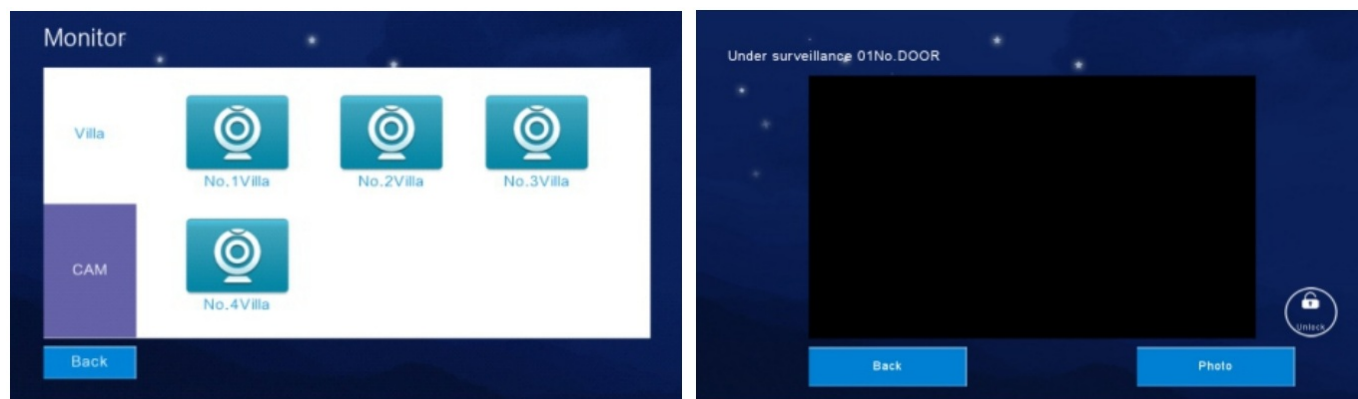 Monitor
Villa
No.1Villa
No.2Villa
No.3Villa
CAM
No.4Villa
Back
Under surveillance 01No.DOOR
Unlock
Back
Photo